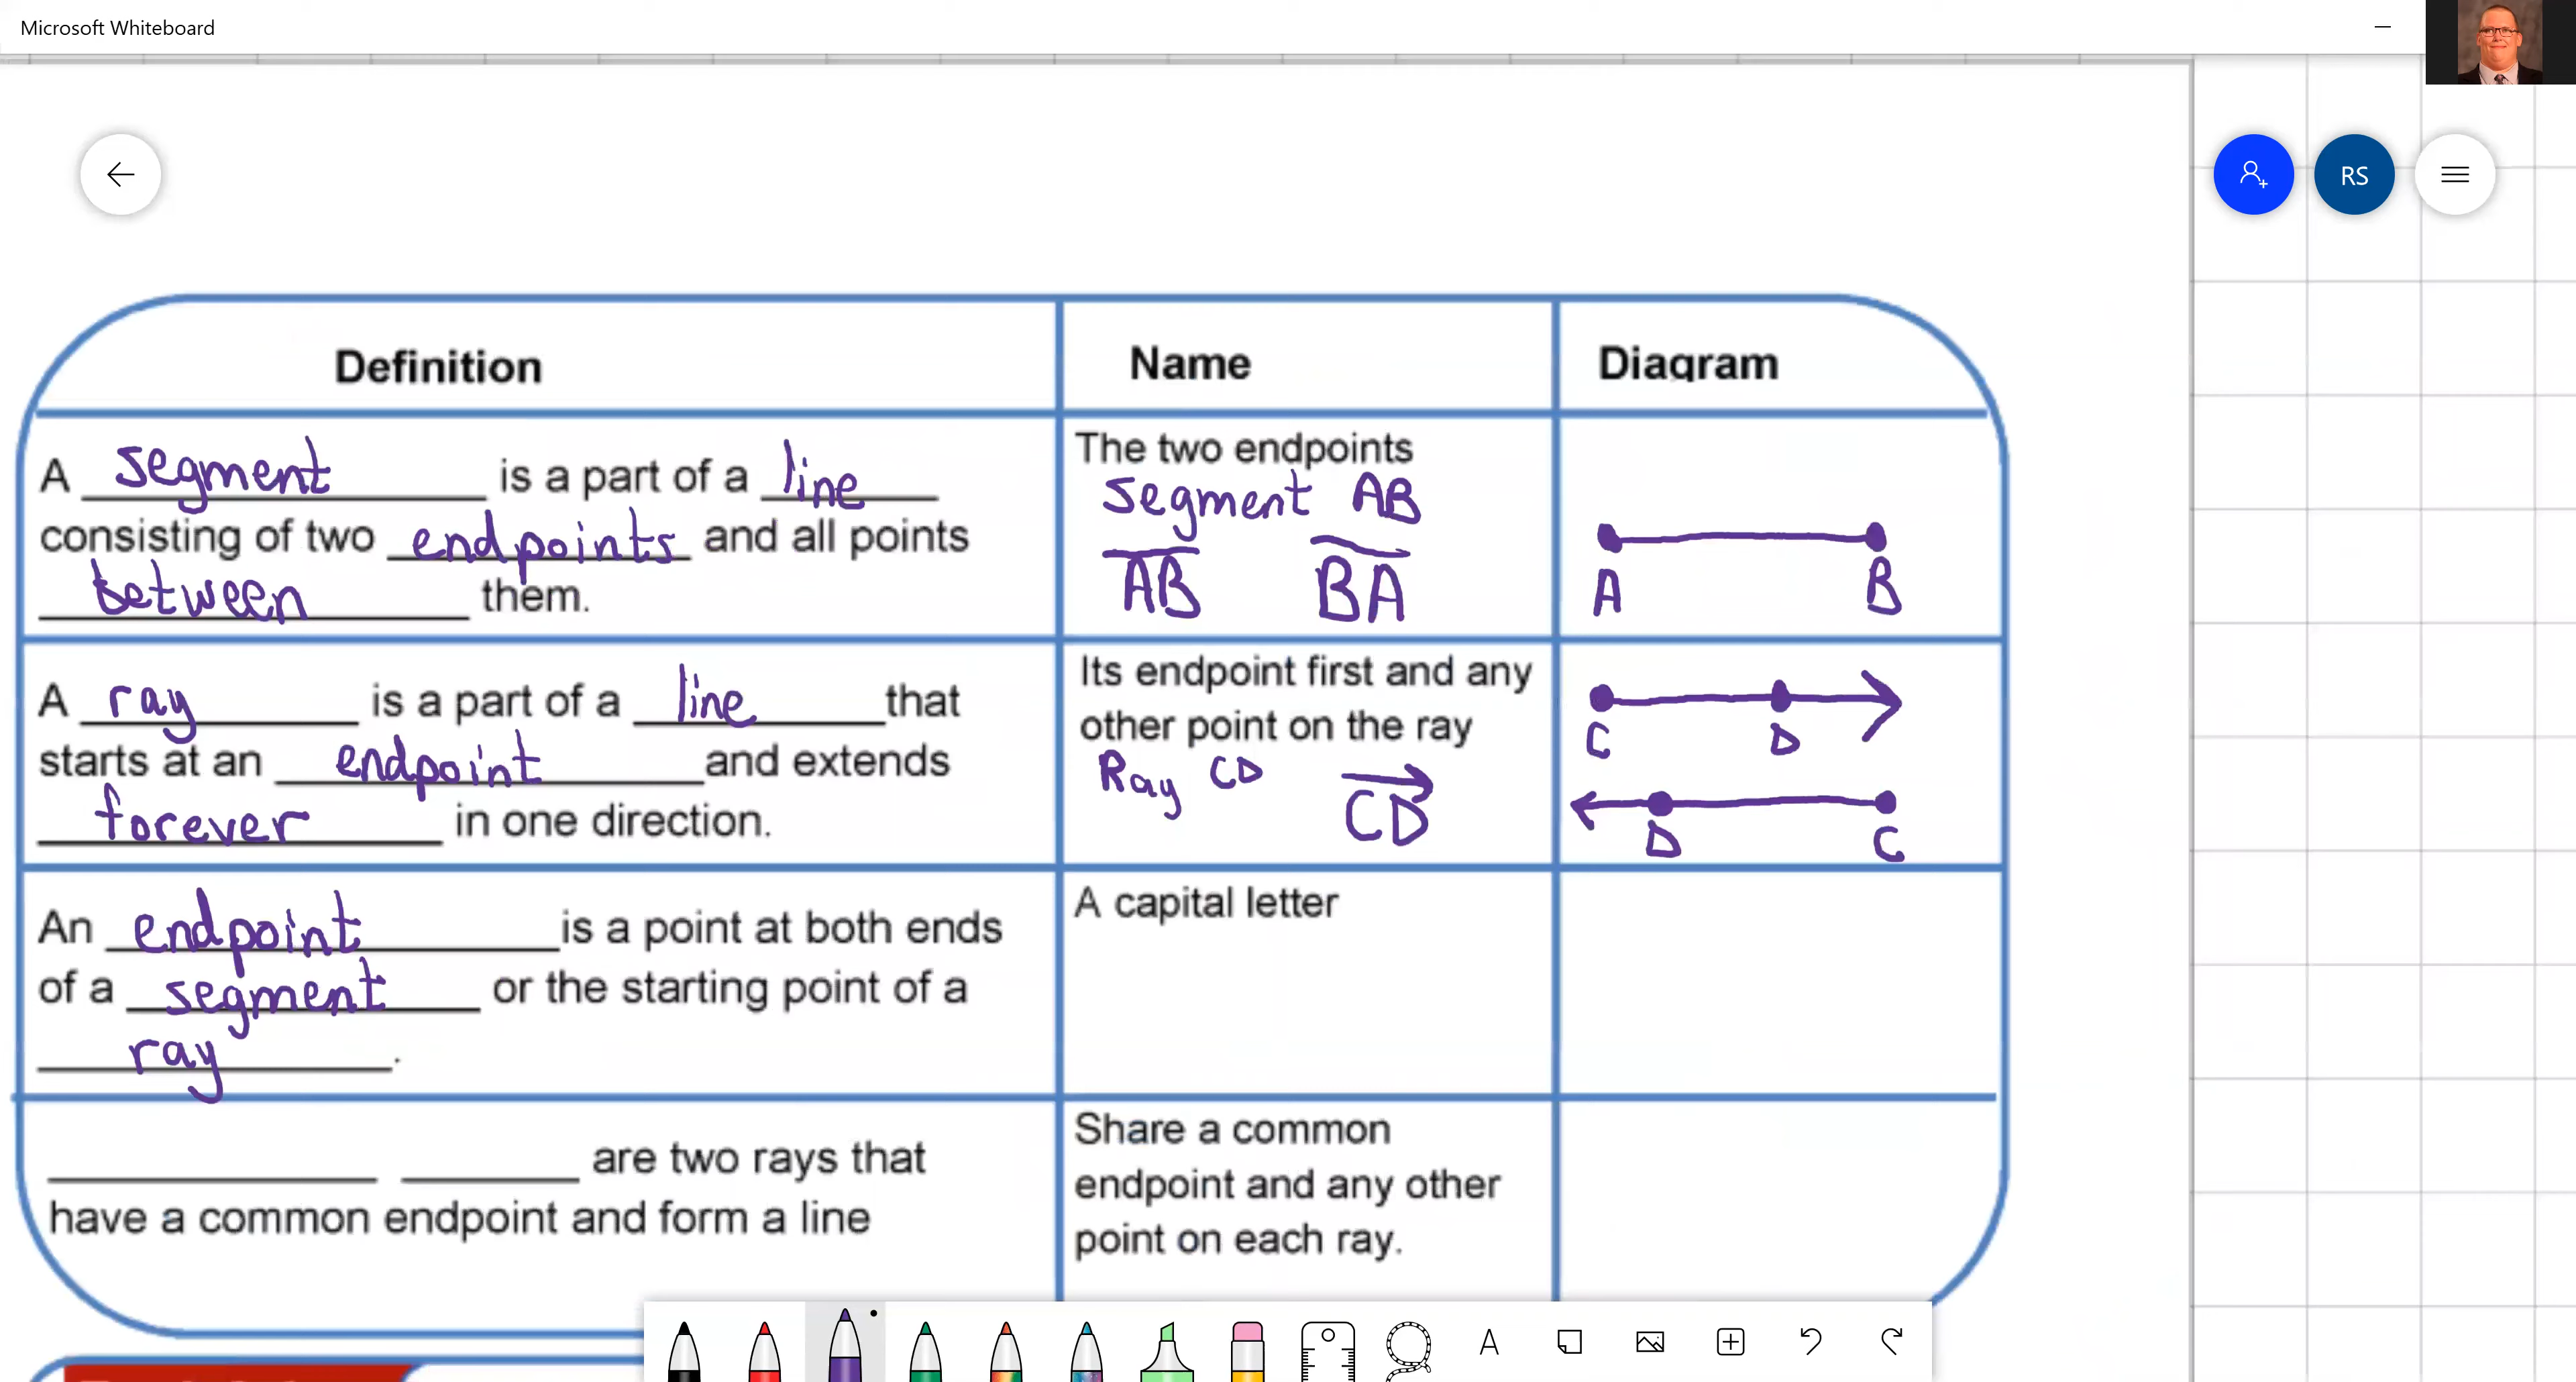 Microsoft Whiteboard
RS
Definition Name Diagram
A segment is a part of a line
consisting of two endpoints and all points
between them.
The two endpoints
segment AB
AB BA
A B
A ray is a part of a line that
starts at an endpoint and extends
forever in one direction.
Its endpoint first and any
other point on the ray
Ray CD CD
C D
D C
An endpoint is a point at both ends
of a segment or the starting point of a
ray.
A capital letter
are two rays that
have a common endpoint and form a line
Share a common
endpoint and any other
point on each ray.
A